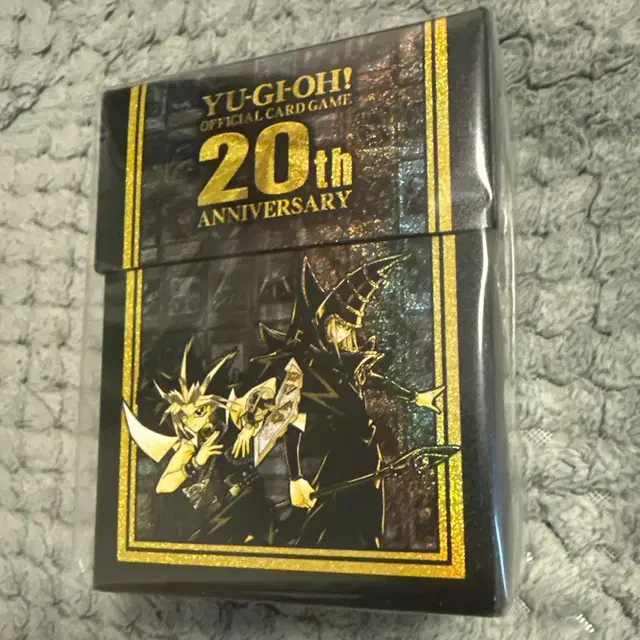 YU-GI-OH!
OFFICIAL CARD GAME
20th
ANNIVERSARY